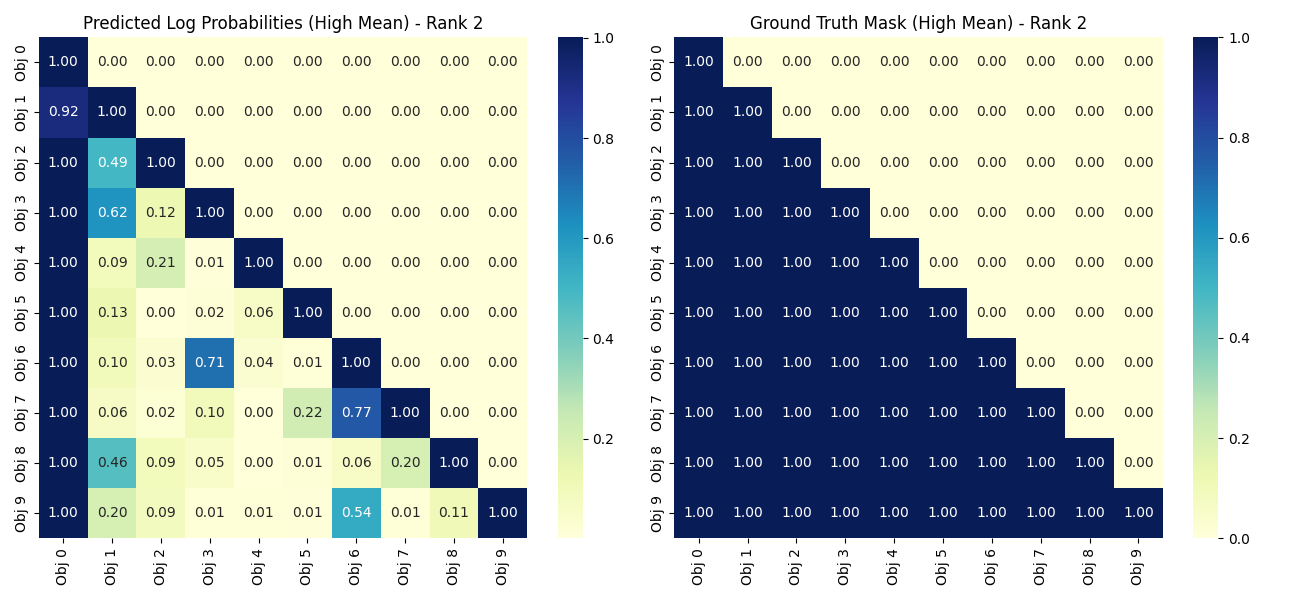 Predicted Log Probabilities (High Mean) - Rank 2
Obj 0 1.00 0.00 0.00 0.00 0.00 0.00 0.00 0.00 0.00 0.00
Obj 1 0.92 1.00 0.00 0.00 0.00 0.00 0.00 0.00 0.00 0.00
Obj 2 1.00 0.49 1.00 0.00 0.00 0.00 0.00 0.00 0.00 0.00
Obj 3 1.00 0.62 0.12 1.00 0.00 0.00 0.00 0.00 0.00 0.00
Obj 4 1.00 0.09 0.21 0.01 1.00 0.00 0.00 0.00 0.00 0.00
Obj 5 1.00 0.13 0.00 0.02 0.06 1.00 0.00 0.00 0.00 0.00
Obj 6 1.00 0.10 0.03 0.71 0.04 0.01 1.00 0.00 0.00 0.00
Obj 7 1.00 0.06 0.02 0.10 0.00 0.22 0.77 1.00 0.00 0.00
Obj 8 1.00 0.46 0.09 0.05 0.00 0.01 0.06 0.20 1.00 0.00
Obj 9 1.00 0.20 0.09 0.01 0.01 0.01 0.54 0.01 0.11 1.00
Obj 0 Obj 1 Obj 2 Obj 3 Obj 4 Obj 5 Obj 6 Obj 7 Obj 8 Obj 9
1.0
0.8
0.6
0.4
0.2
Ground Truth Mask (High Mean) - Rank 2
Obj 0 1.00 0.00 0.00 0.00 0.00 0.00 0.00 0.00 0.00 0.00
Obj 1 1.00 1.00 0.00 0.00 0.00 0.00 0.00 0.00 0.00 0.00
Obj 2 1.00 1.00 1.00 0.00 0.00 0.00 0.00 0.00 0.00 0.00
Obj 3 1.00 1.00 1.00 1.00 0.00 0.00 0.00 0.00 0.00 0.00
Obj 4 1.00 1.00 1.00 1.00 1.00 0.00 0.00 0.00 0.00 0.00
Obj 5 1.00 1.00 1.00 1.00 1.00 1.00 0.00 0.00 0.00 0.00
Obj 6 1.00 1.00 1.00 1.00 1.00 1.00 1.00 0.00 0.00 0.00
Obj 7 1.00 1.00 1.00 1.00 1.00 1.00 1.00 1.00 0.00 0.00
Obj 8 1.00 1.00 1.00 1.00 1.00 1.00 1.00 1.00 1.00 0.00
Obj 9 1.00 1.00 1.00 1.00 1.00 1.00 1.00 1.00 1.00 1.00
Obj 0 Obj 1 Obj 2 Obj 3 Obj 4 Obj 5 Obj 6 Obj 7 Obj 8 Obj 9
1.0
0.8
0.6
0.4
0.2
0.0